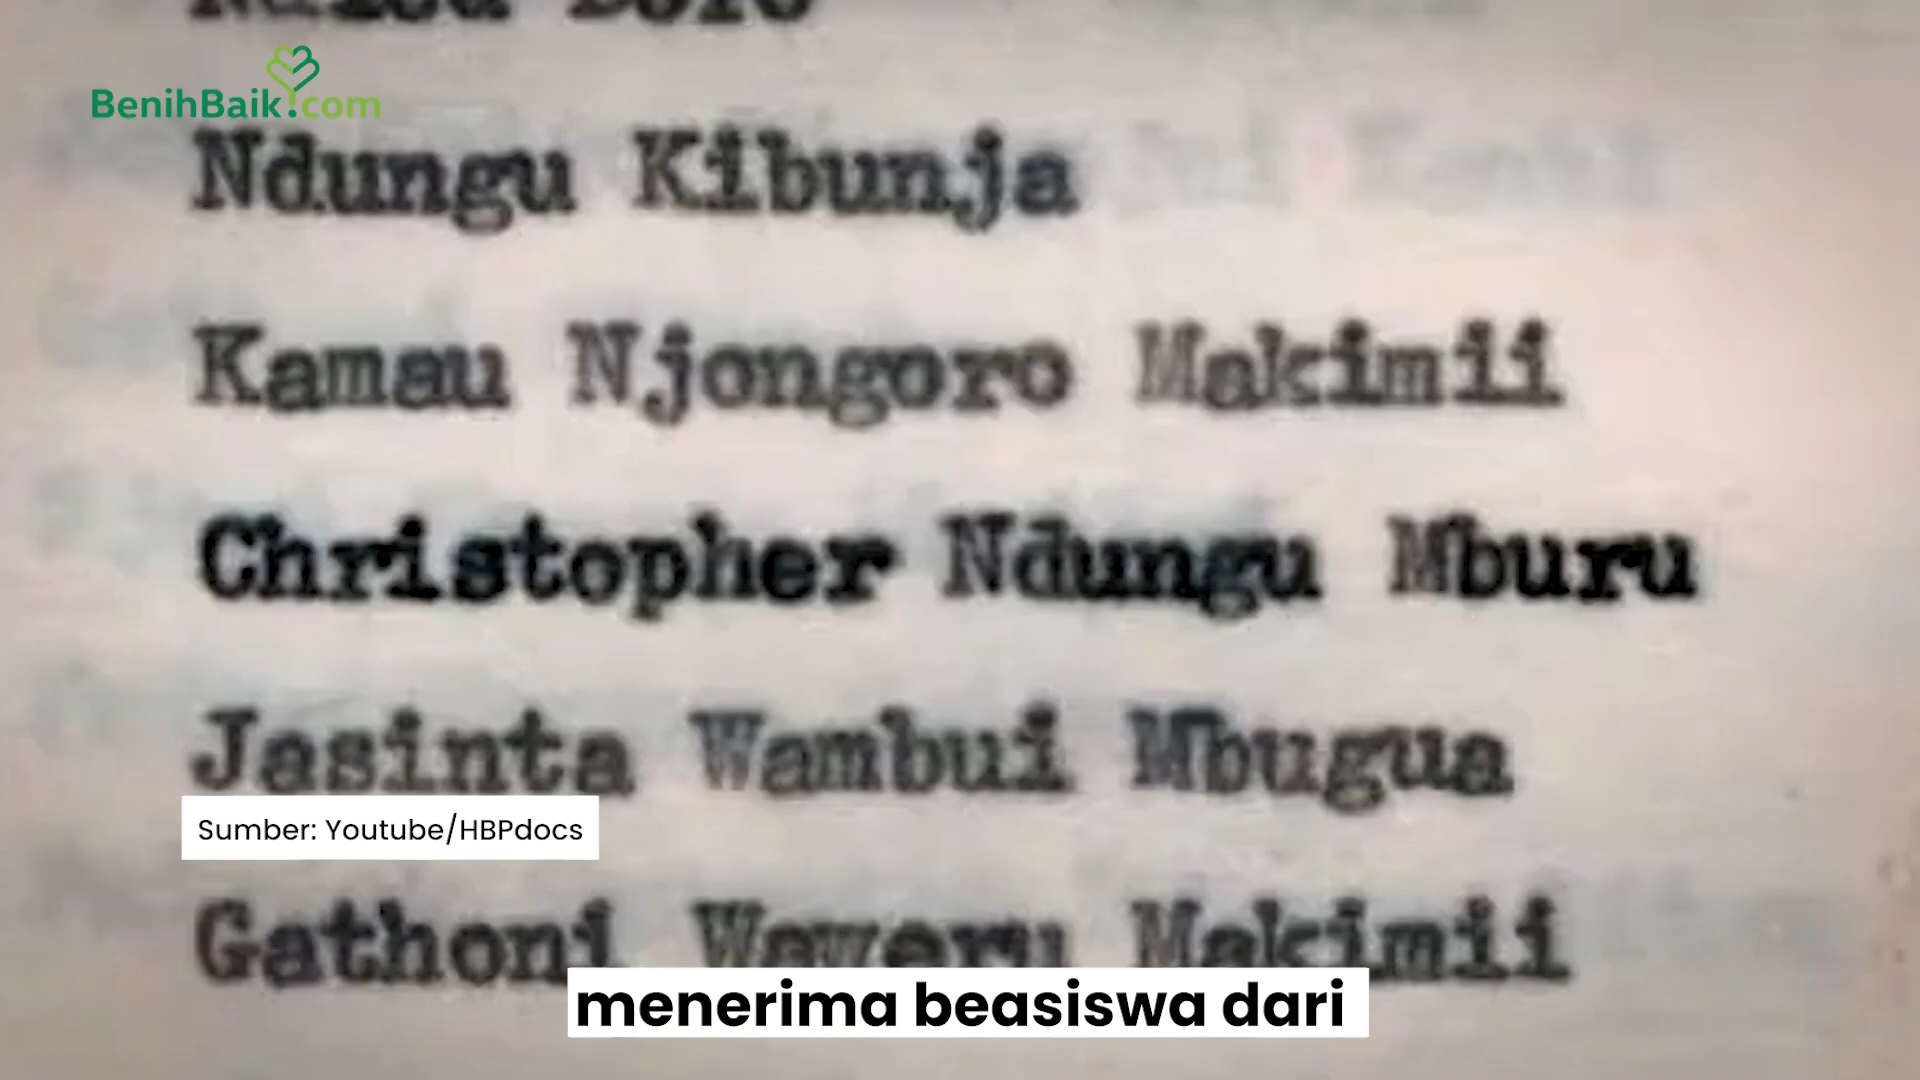 BenihBaik.com
Ndungu Kibunja
Kamau Njongoro Makimii
Christopher Ndungu Mburu
Jasinta Wambui Mbugua
Sumber: Youtube/HBPdocs
Gathoni Waweru Makimii
menerima beasiswa dari